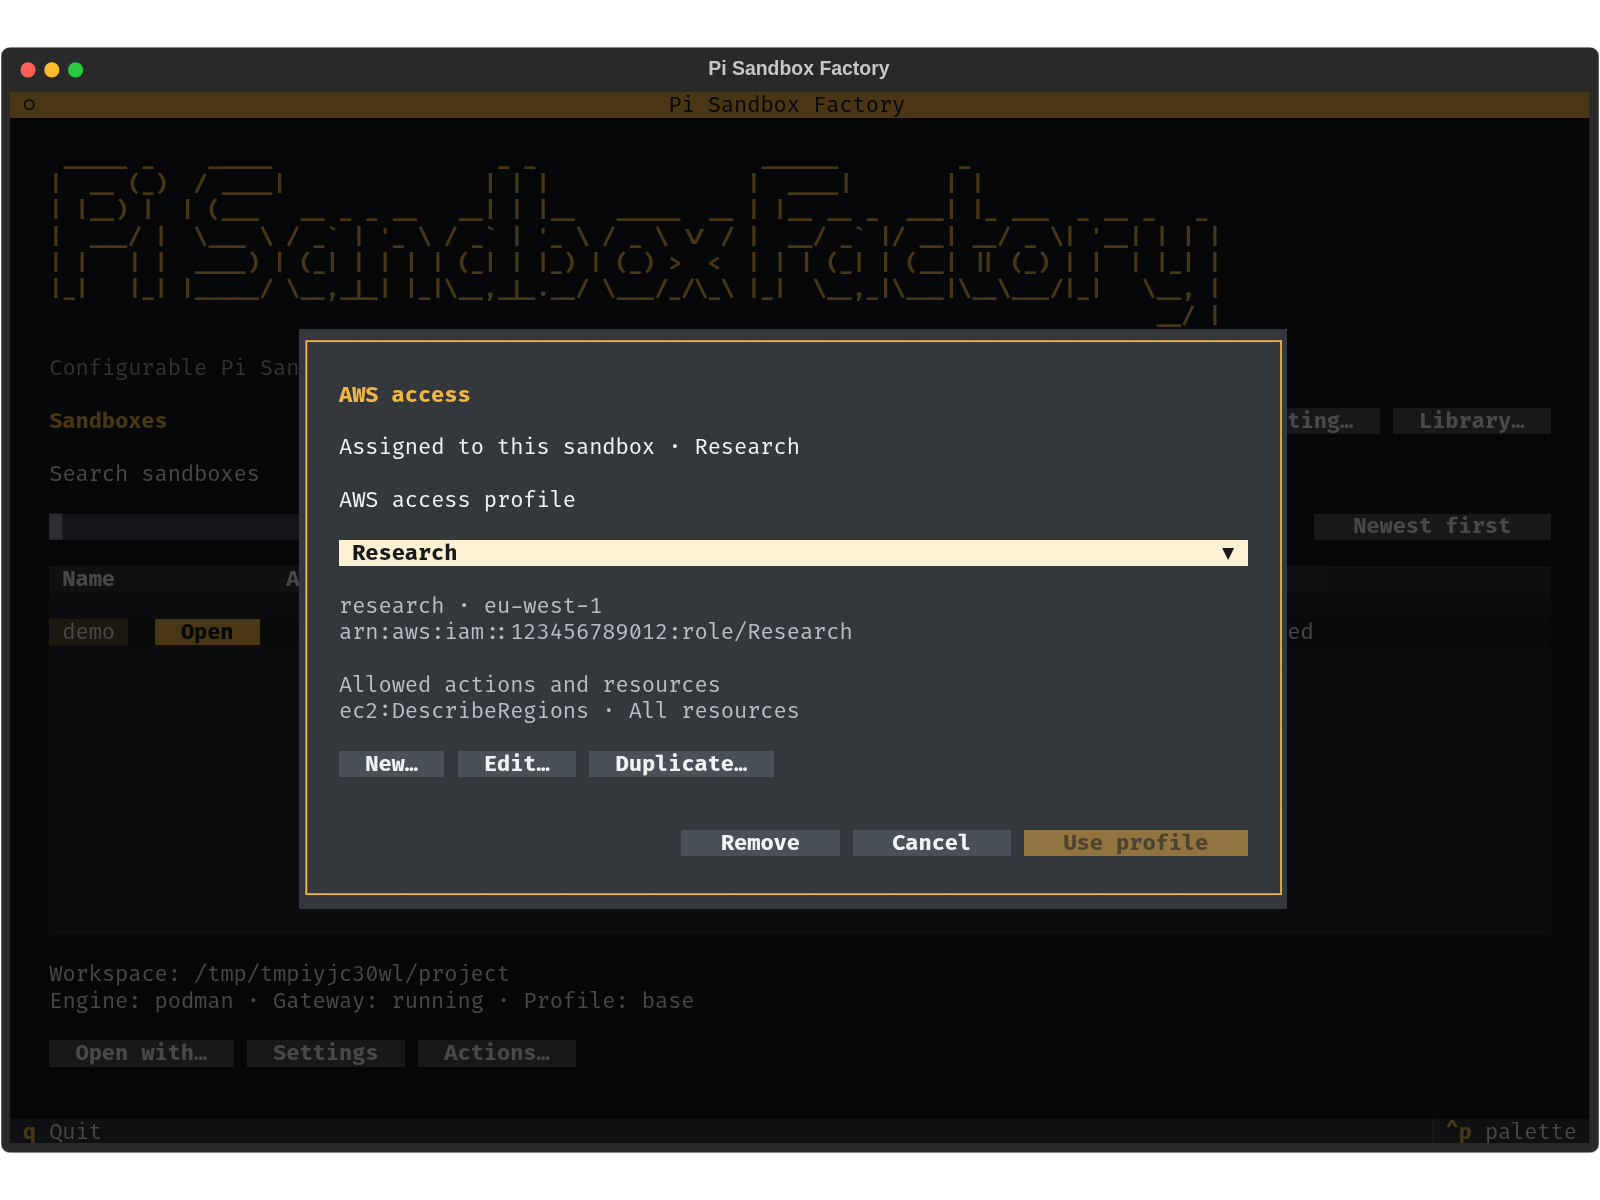 Pi Sandbox Factory
Pi Sandbox Factory
Pi Sandbox Factory
Configurable Pi San
Sandboxes
ting…
Library…
Search sandboxes
Newest first
Name A
demo Open ed
AWS access
Assigned to this sandbox · Research
AWS access profile
Research ▼
research · eu-west-1
arn:aws:iam::123456789012:role/Research
Allowed actions and resources
ec2:DescribeRegions · All resources
New… Edit… Duplicate…
Remove Cancel Use profile
Workspace: /tmp/tmpiyjc30wl/project
Engine: podman · Gateway: running · Profile: base
Open with… Settings Actions…
q Quit ^p palette